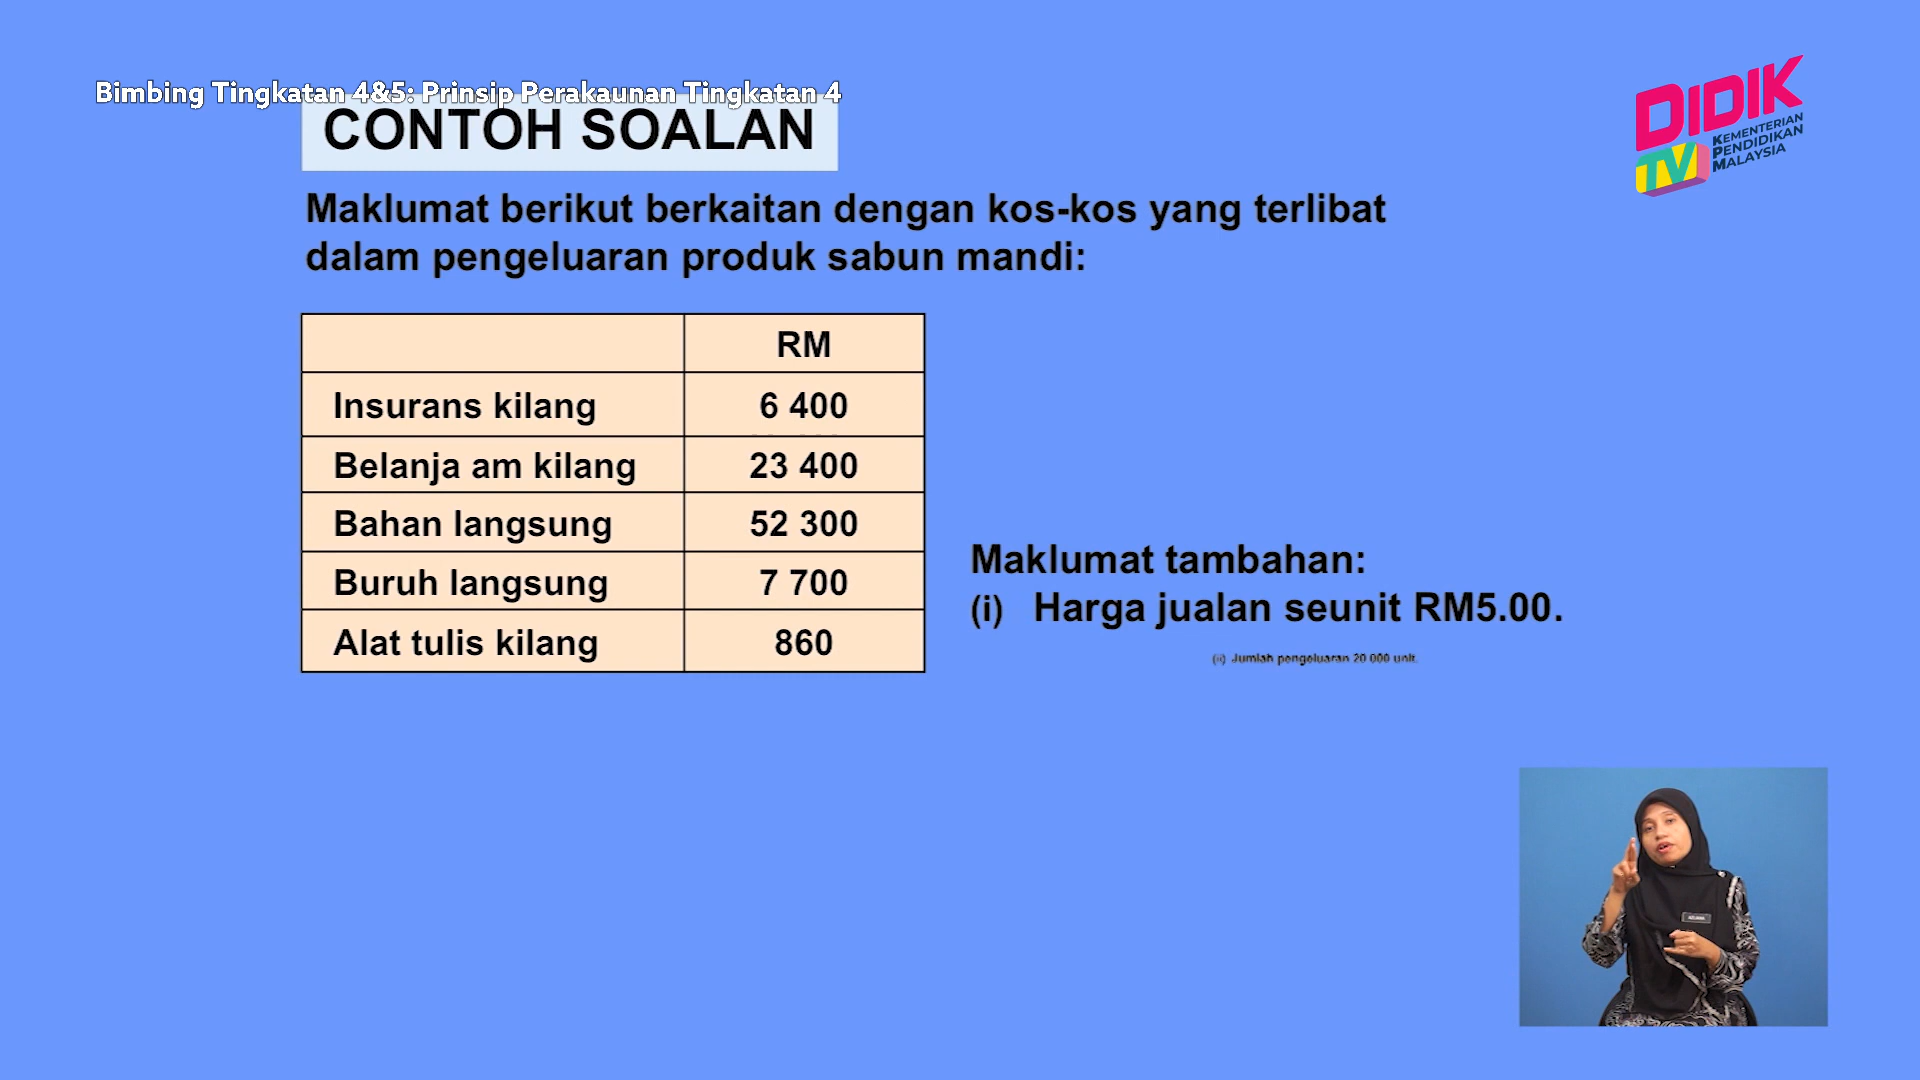 Bimbing Tingkatan 4&5: Prinsip Perakaunan Tingkatan 4
CONTOH SOALAN
DIDIK
TV
KEMENTERIAN
PENDIDIKAN
MALAYSIA
Maklumat berikut berkaitan dengan kos-kos yang terlibat
dalam pengeluaran produk sabun mandi:
RM
Insurans kilang 6 400
Belanja am kilang 23 400
Bahan langsung 52 300
Buruh langsung 7 700
Alat tulis kilang 860
Maklumat tambahan:
(i) Harga jualan seunit RM5.00.
(ii) Jumlah pengeluaran 20 000 unit.